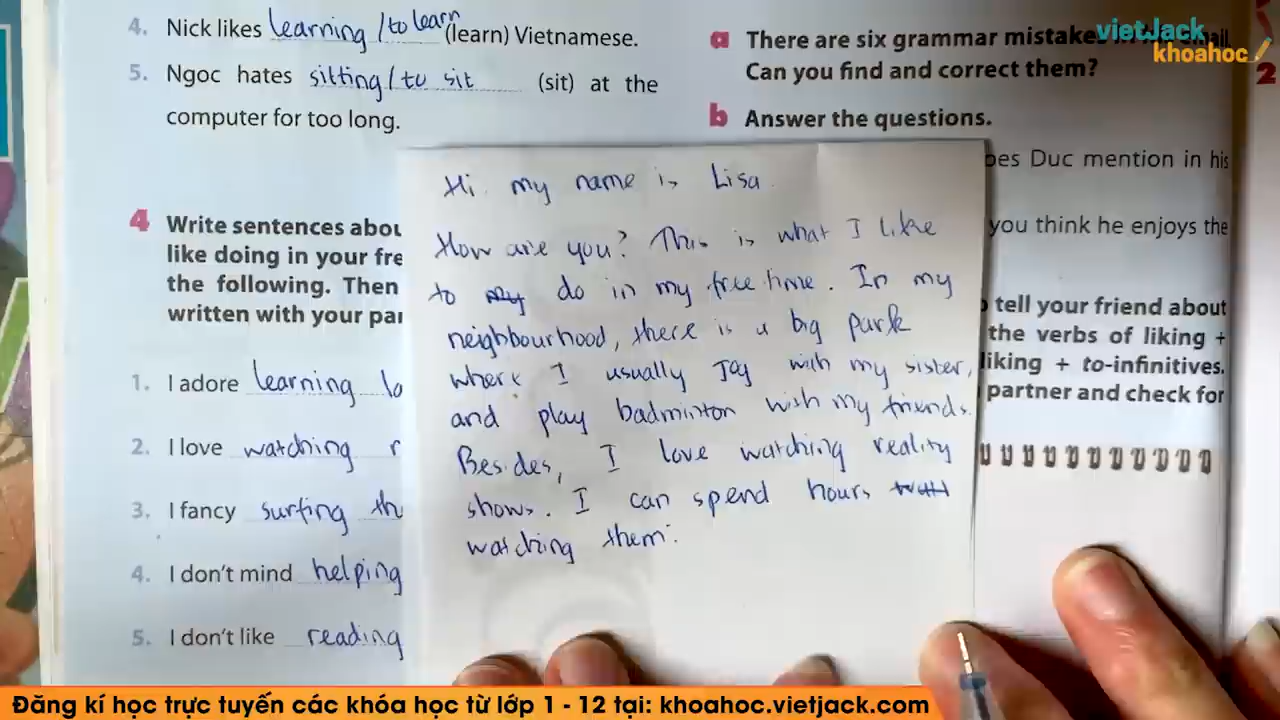 4. Nick likes learning / to learn (learn) Vietnamese.
5. Ngoc hates sitting / to sit (sit) at the
computer for too long.
4 Write sentences abou
like doing in your fre
the following. Then
written with your par
1. I adore learning
2. I love watching
3. I fancy surfing
4. I don't mind helping
5. I don't like reading
vietJack
khoahoc
a There are six grammar mistakes
Can you find and correct them?
b Answer the questions.
oes Duc mention in his
you think he enjoys the
tell your friend about
the verbs of liking +
liking + to-infinitives.
partner and check for
2
Hi my name is Lisa.
How are you? This is what I like
to do in my free time. In my
neighbourhood, there is a big park
where I usually jog with my sister,
and play badminton with my friends.
Besides, I love watching reality
shows. I can spend hours
watching them.
Đăng kí học trực tuyến các khóa học từ lớp 1 - 12 tại: khoahoc.vietjack.com